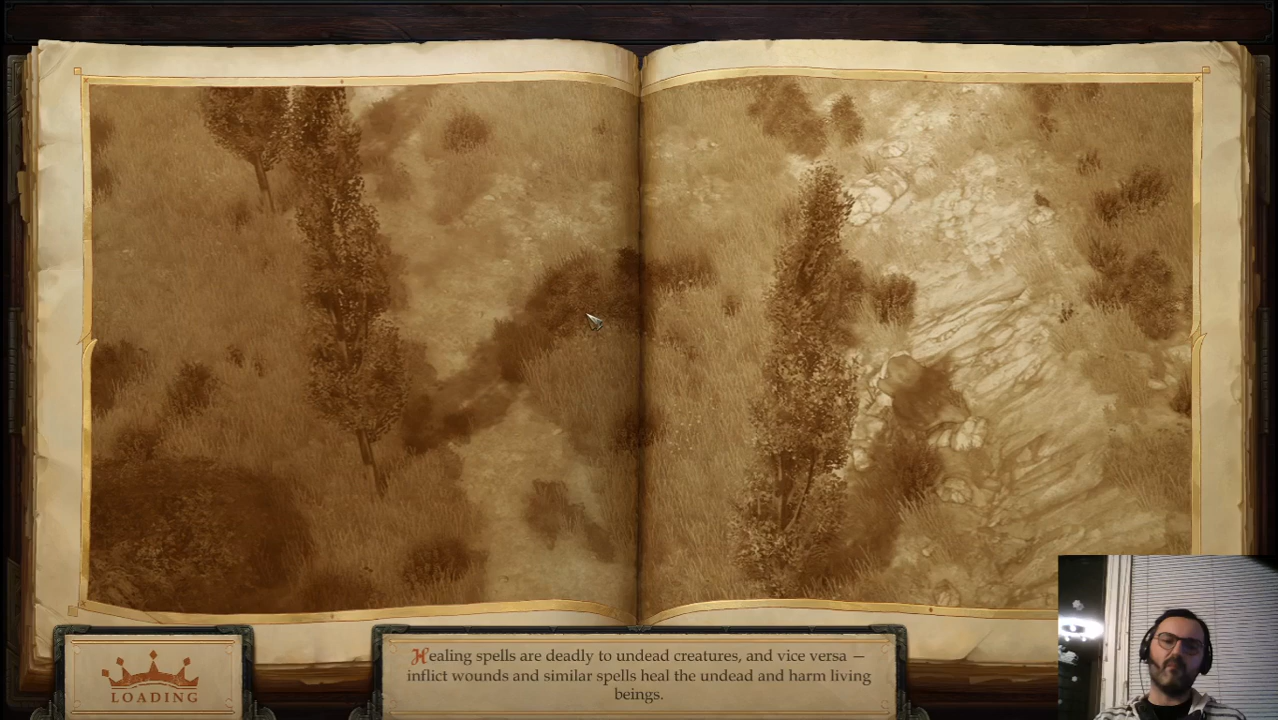 Healing spells are deadly to undead creatures, and vice versa —
inflict wounds and similar spells heal the undead and harm living
beings.
LOADING